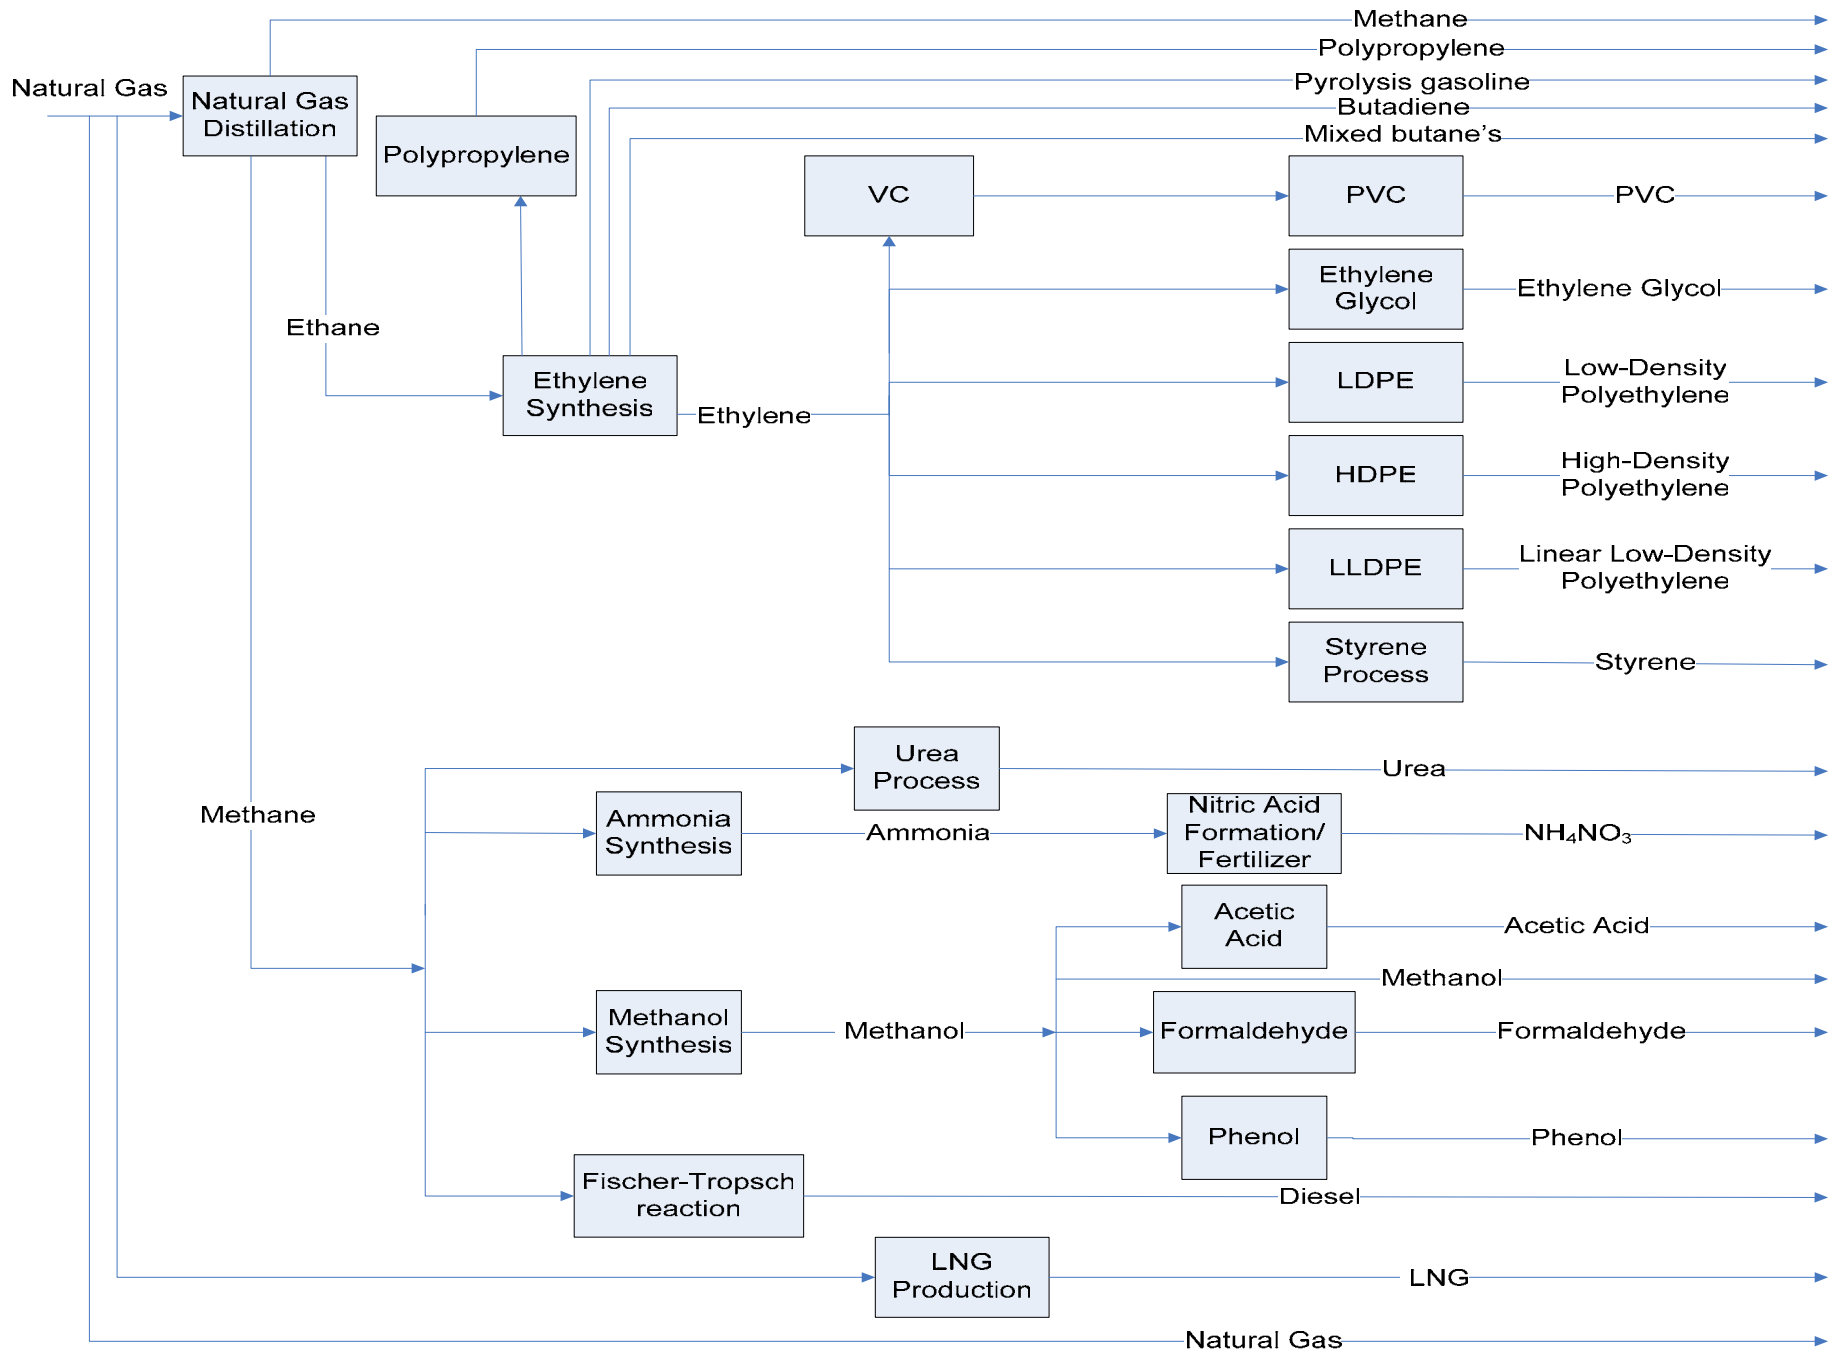 Methane
Polypropylene
Natural Gas
Pyrolysis gasoline
Natural Gas
Distillation
Butadiene
Mixed butane's
Polypropylene
VC
PVC
PVC
Ethylene
Glycol
Ethylene Glycol
Ethane
Ethylene
Synthesis
Ethylene
LDPE
Low-Density
Polyethylene
HDPE
High-Density
Polyethylene
LLDPE
Linear Low-Density
Polyethylene
Styrene
Process
Styrene
Urea
Process
Urea
Methane
Ammonia
Synthesis
Ammonia
Nitric Acid
Formation/
Fertilizer
NH₄NO₃
Acetic
Acid
Acetic Acid
Methanol
Methanol
Synthesis
Methanol
Formaldehyde
Formaldehyde
Phenol
Phenol
Fischer-Tropsch
reaction
Diesel
LNG
Production
LNG
Natural Gas